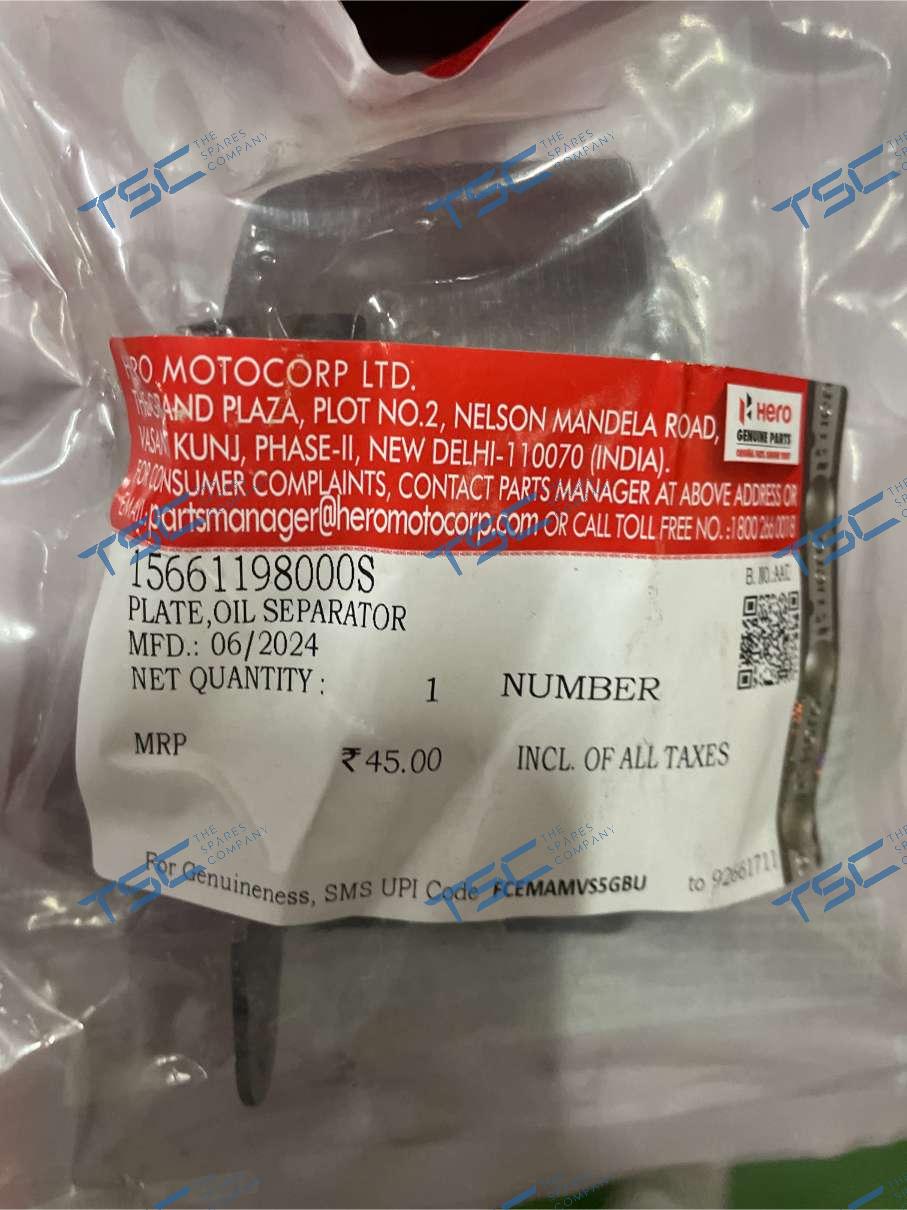 MOTOCORP LTD.
GRAND PLAZA, PLOT NO.2, NELSON MANDELA ROAD,
KUNJ, PHASE-II, NEW DELHI-110070 (INDIA).
FOR CONSUMER COMPLAINTS, CONTACT PARTS MANAGER AT ABOVE ADDRESS OR
partsmanager@heromotocorp.com OR CALL TOLL FREE NO.
Hero
GENUINE PARTS
15661198000S
B. NO.:
PLATE,OIL SEPARATOR
MFD.: 06/2024
NET QUANTITY : 1 NUMBER
MRP ₹45.00 INCL. OF ALL TAXES
For Genuineness, SMS UPI Code FCEMAMVS5GBU to 92661711
TSC THE SPARES COMPANY